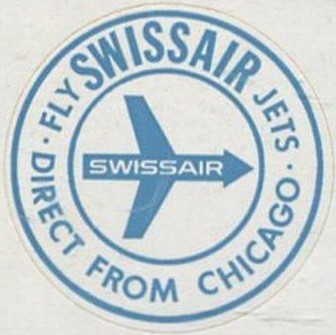 · FLY SWISSAIR JETS ·
DIRECT FROM CHICAGO
SWISSAIR